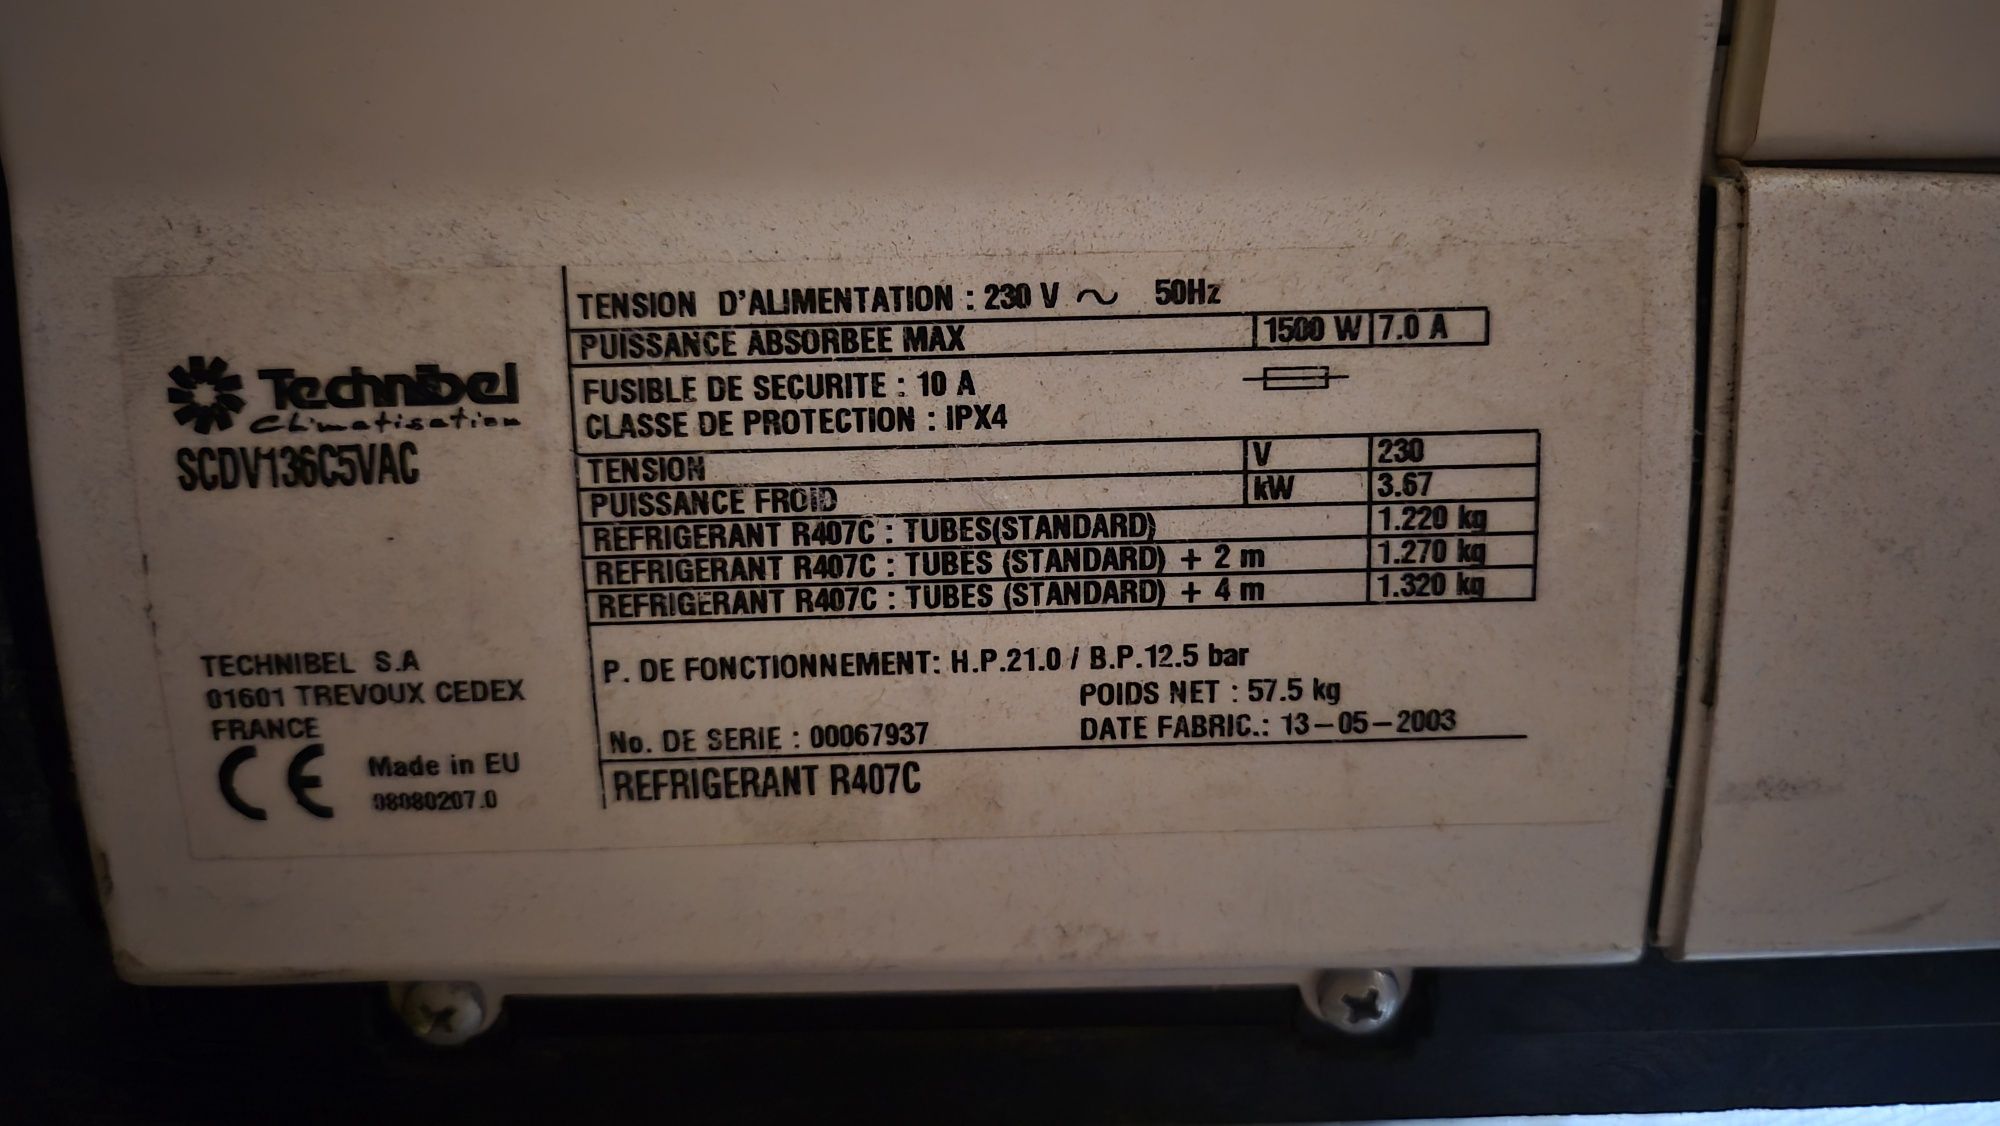 Technibel
Climatisation
SCDV136C5VAC
TECHNIBEL S.A
01601 TREVOUX CEDEX
FRANCE
CE Made in EU
08080207.0
TENSION D'ALIMENTATION : 230 V ~ 50Hz
PUISSANCE ABSORBEE MAX 1500 W 7.0 A
FUSIBLE DE SECURITE : 10 A
CLASSE DE PROTECTION : IPX4
TENSION V 230
PUISSANCE FROID kW 3.67
REFRIGERANT R407C : TUBES(STANDARD) 1.220 kg
REFRIGERANT R407C : TUBES (STANDARD) + 2 m 1.270 kg
REFRIGERANT R407C : TUBES (STANDARD) + 4 m 1.320 kg
P. DE FONCTIONNEMENT: H.P.21.0 / B.P.12.5 bar
POIDS NET : 57.5 kg
No. DE SERIE : 00067937 DATE FABRIC.: 13-05-2003
REFRIGERANT R407C